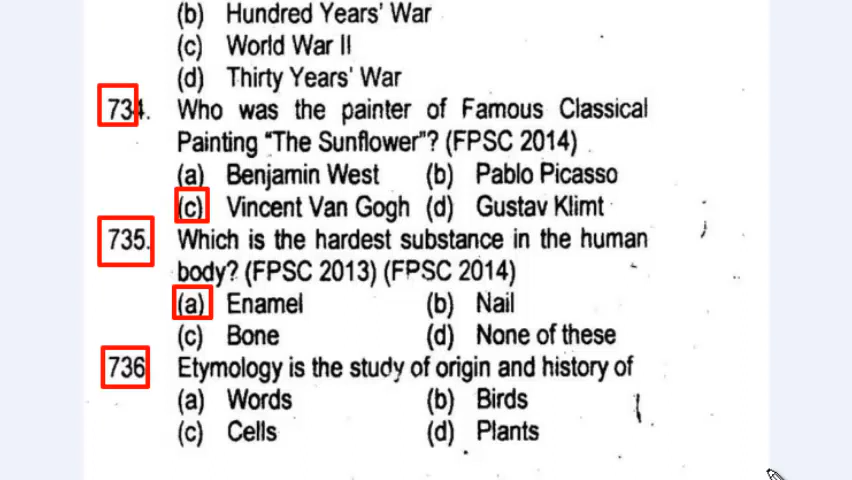 (b) Hundred Years' War
(c) World War II
(d) Thirty Years' War
734. Who was the painter of Famous Classical
Painting "The Sunflower"? (FPSC 2014)
(a) Benjamin West (b) Pablo Picasso
(c) Vincent Van Gogh (d) Gustav Klimt
735. Which is the hardest substance in the human
body? (FPSC 2013) (FPSC 2014)
(a) Enamel (b) Nail
(c) Bone (d) None of these
736 Etymology is the study of origin and history of
(a) Words (b) Birds
(c) Cells (d) Plants